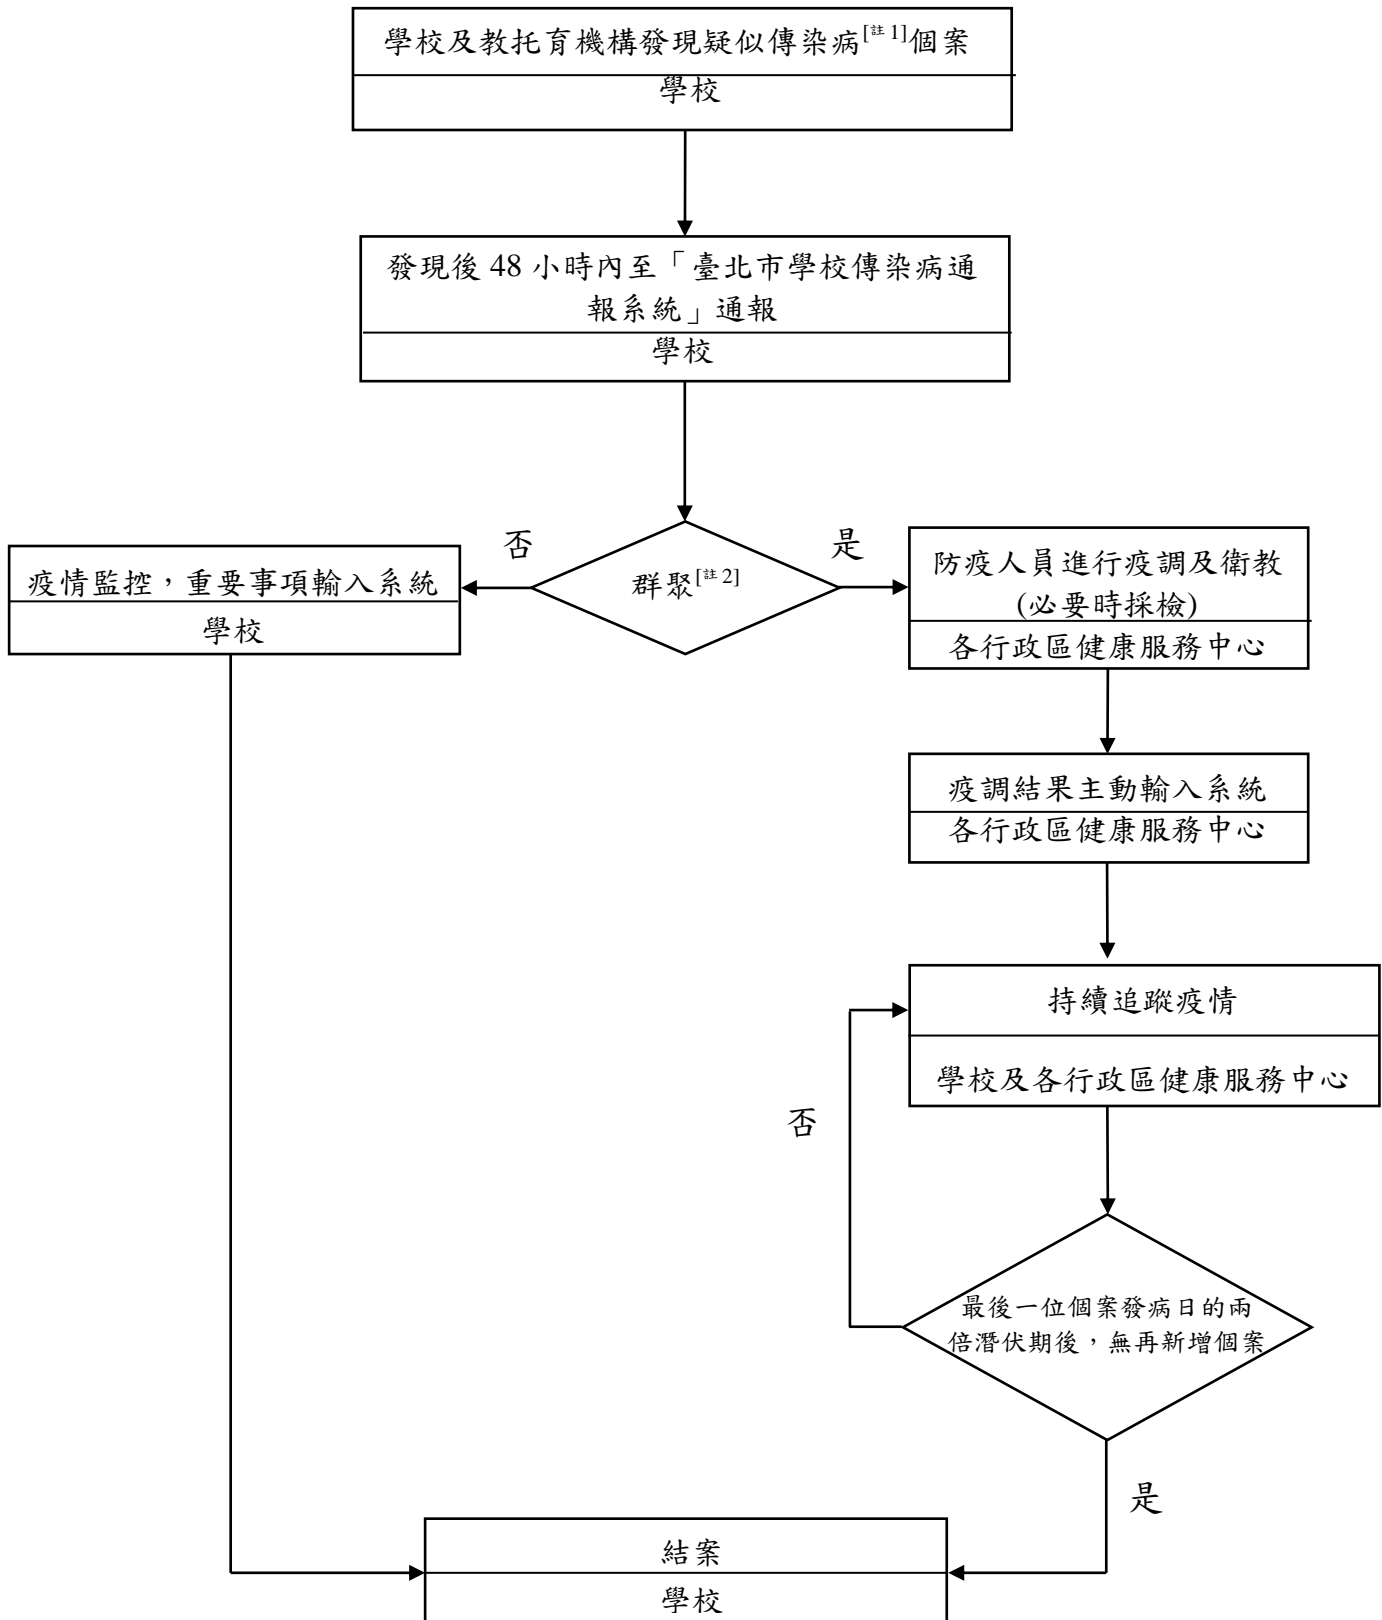 學校及教托育機構發現疑似傳染病[註 1]個案
學校
發現後 48 小時內至「臺北市學校傳染病通
報系統」通報
學校
否
是
群聚[註 2]
疫情監控，重要事項輸入系統
學校
防疫人員進行疫調及衛教
(必要時採檢)
各行政區健康服務中心
疫調結果主動輸入系統
各行政區健康服務中心
持續追蹤疫情
學校及各行政區健康服務中心
否
最後一位個案發病日的兩
倍潛伏期後，無再新增個案
是
結案
學校